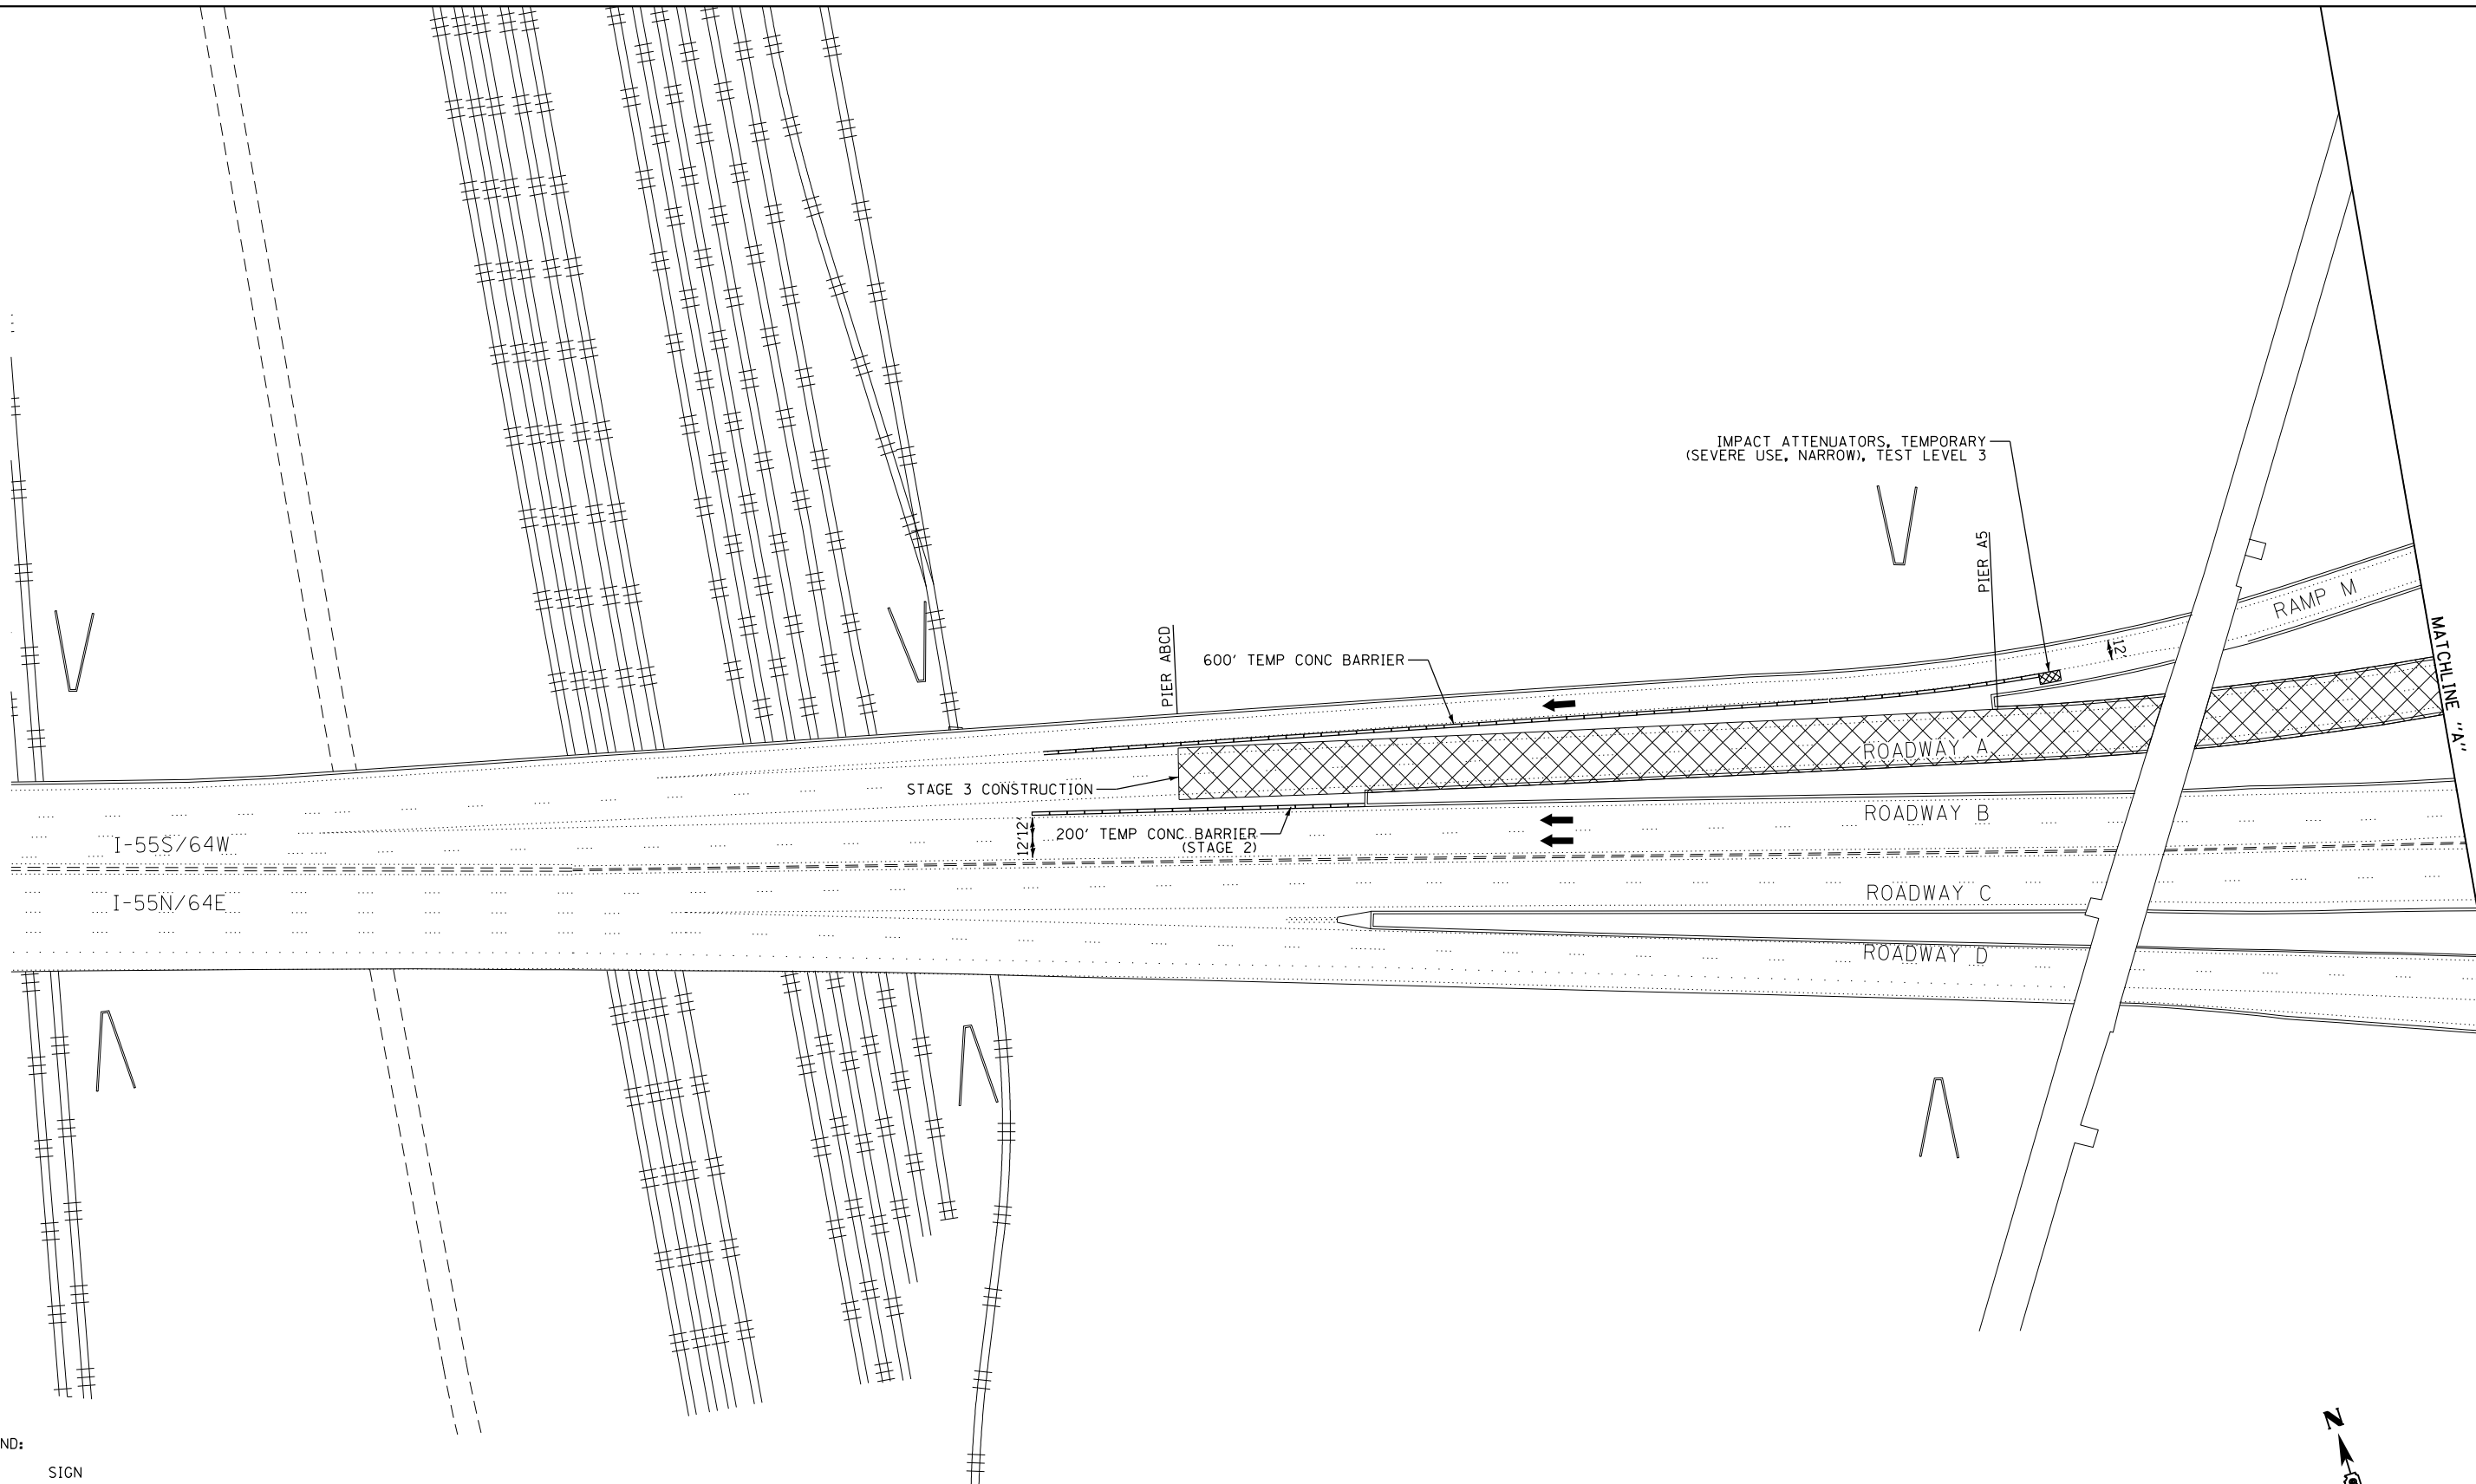 IMPACT ATTENUATORS, TEMPORARY
(SEVERE USE, NARROW), TEST LEVEL 3
PIER A5
RAMP M
12'
MATCHLINE "A"
PIER ABCD
600' TEMP CONC BARRIER
ROADWAY A
STAGE 3 CONSTRUCTION
ROADWAY B
12'
12'
200' TEMP CONC BARRIER
(STAGE 2)
I-55S/64W
ROADWAY C
I-55N/64E
ROADWAY D
N
ND:
SIGN